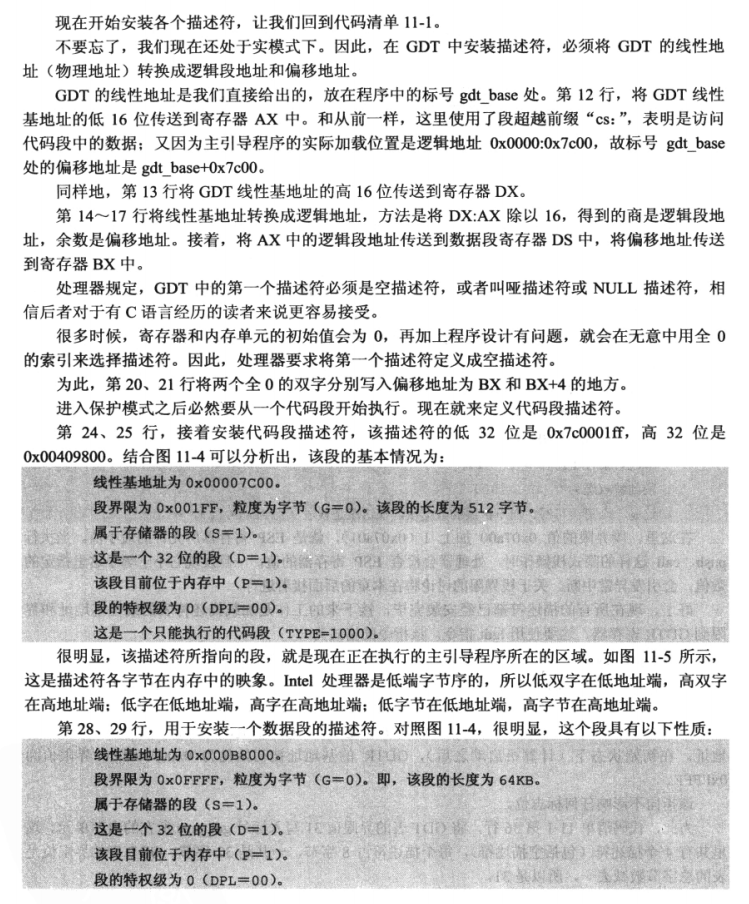 现在开始安装各个描述符，让我们回到代码清单 11-1。
不要忘了，我们现在还处于实模式下。因此，在 GDT 中安装描述符，必须将 GDT 的线性地
址（物理地址）转换成逻辑段地址和偏移地址。
GDT 的线性地址是我们直接给出的，放在程序中的标号 gdt_base 处。第 12 行，将 GDT 线性
基地址的低 16 位传送到寄存器 AX 中。和从前一样，这里使用了段超越前缀“cs:”，表明是访问
代码段中的数据；又因为主引导程序的实际加载位置是逻辑地址 0x0000:0x7c00，故标号 gdt_base
处的偏移地址是 gdt_base+0x7c00。
同样地，第 13 行将 GDT 线性基地址的高 16 位传送到寄存器 DX。
第 14～17 行将线性基地址转换成逻辑地址，方法是将 DX:AX 除以 16，得到的商是逻辑段地
址，余数是偏移地址。接着，将 AX 中的逻辑段地址传送到数据段寄存器 DS 中，将偏移地址传送
到寄存器 BX 中。
处理器规定，GDT 中的第一个描述符必须是空描述符，或者叫哑描述符或 NULL 描述符，相
信后者对于有 C 语言经历的读者来说更容易接受。
很多时候，寄存器和内存单元的初始值会为 0，再加上程序设计有问题，就会在无意中用全 0
的索引来选择描述符。因此，处理器要求将第一个描述符定义成空描述符。
为此，第 20、21 行将两个全 0 的双字分别写入偏移地址为 BX 和 BX+4 的地方。
进入保护模式之后必然要从一个代码段开始执行。现在就来定义代码段描述符。
第 24、25 行，接着安装代码段描述符，该描述符的低 32 位是 0x7c0001ff，高 32 位是
0x00409800。结合图 11-4 可以分析出，该段的基本情况为：
线性基地址为 0x00007C00。
段界限为 0x001FF，粒度为字节（G=0）。该段的长度为 512 字节。
属于存储器的段（S=1）。
这是一个 32 位的段（D=1）。
该段目前位于内存中（P=1）。
段的特权级为 0（DPL=00）。
这是一个只能执行的代码段（TYPE=1000）。
很明显，该描述符所指向的段，就是现在正在执行的主引导程序所在的区域。如图 11-5 所示，
这是描述符各字节在内存中的映象。Intel 处理器是低端字节序的，所以低双字在低地址端，高双字
在高地址端；低字在低地址端，高字在高地址端；低字节在低地址端，高字节在高地址端。
第 28、29 行，用于安装一个数据段的描述符。对照图 11-4，很明显，这个段具有以下性质：
线性基地址为 0x000B8000。
段界限为 0x0FFFF，粒度为字节（G=0）。即，该段的长度为 64KB。
属于存储器的段（S=1）。
这是一个 32 位的段（D=1）。
该段目前位于内存中（P=1）。
段的特权级为 0（DPL=00）。